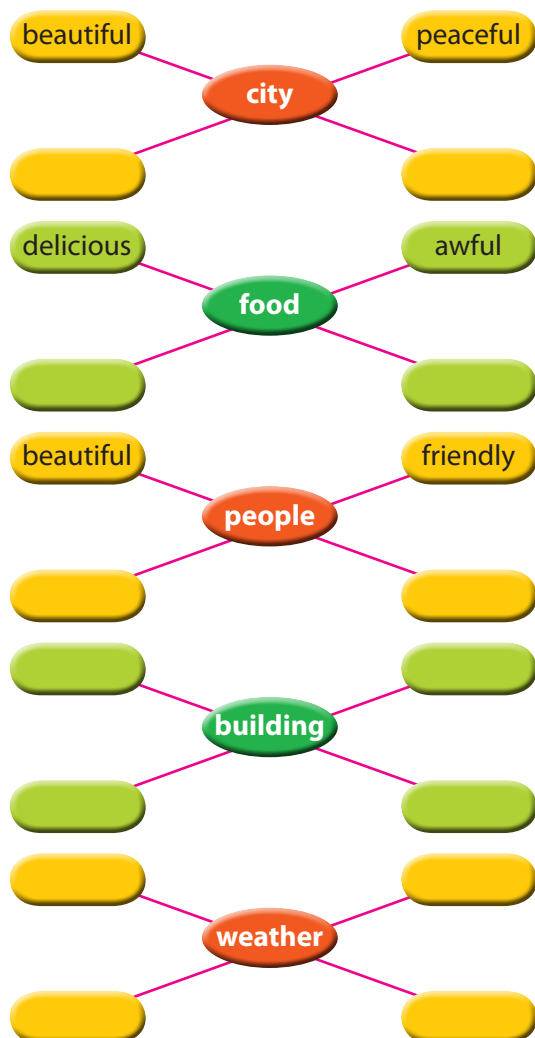 beautiful
peaceful
city
delicious
awful
food
beautiful
friendly
people
building
weather